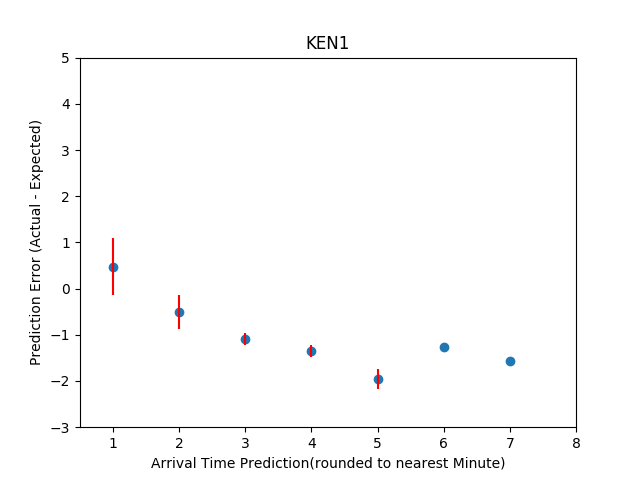 KEN1
5
4
3
2
1
0
−1
−2
−3
Prediction Error (Actual - Expected)
1 2 3 4 5 6 7 8
Arrival Time Prediction(rounded to nearest Minute)